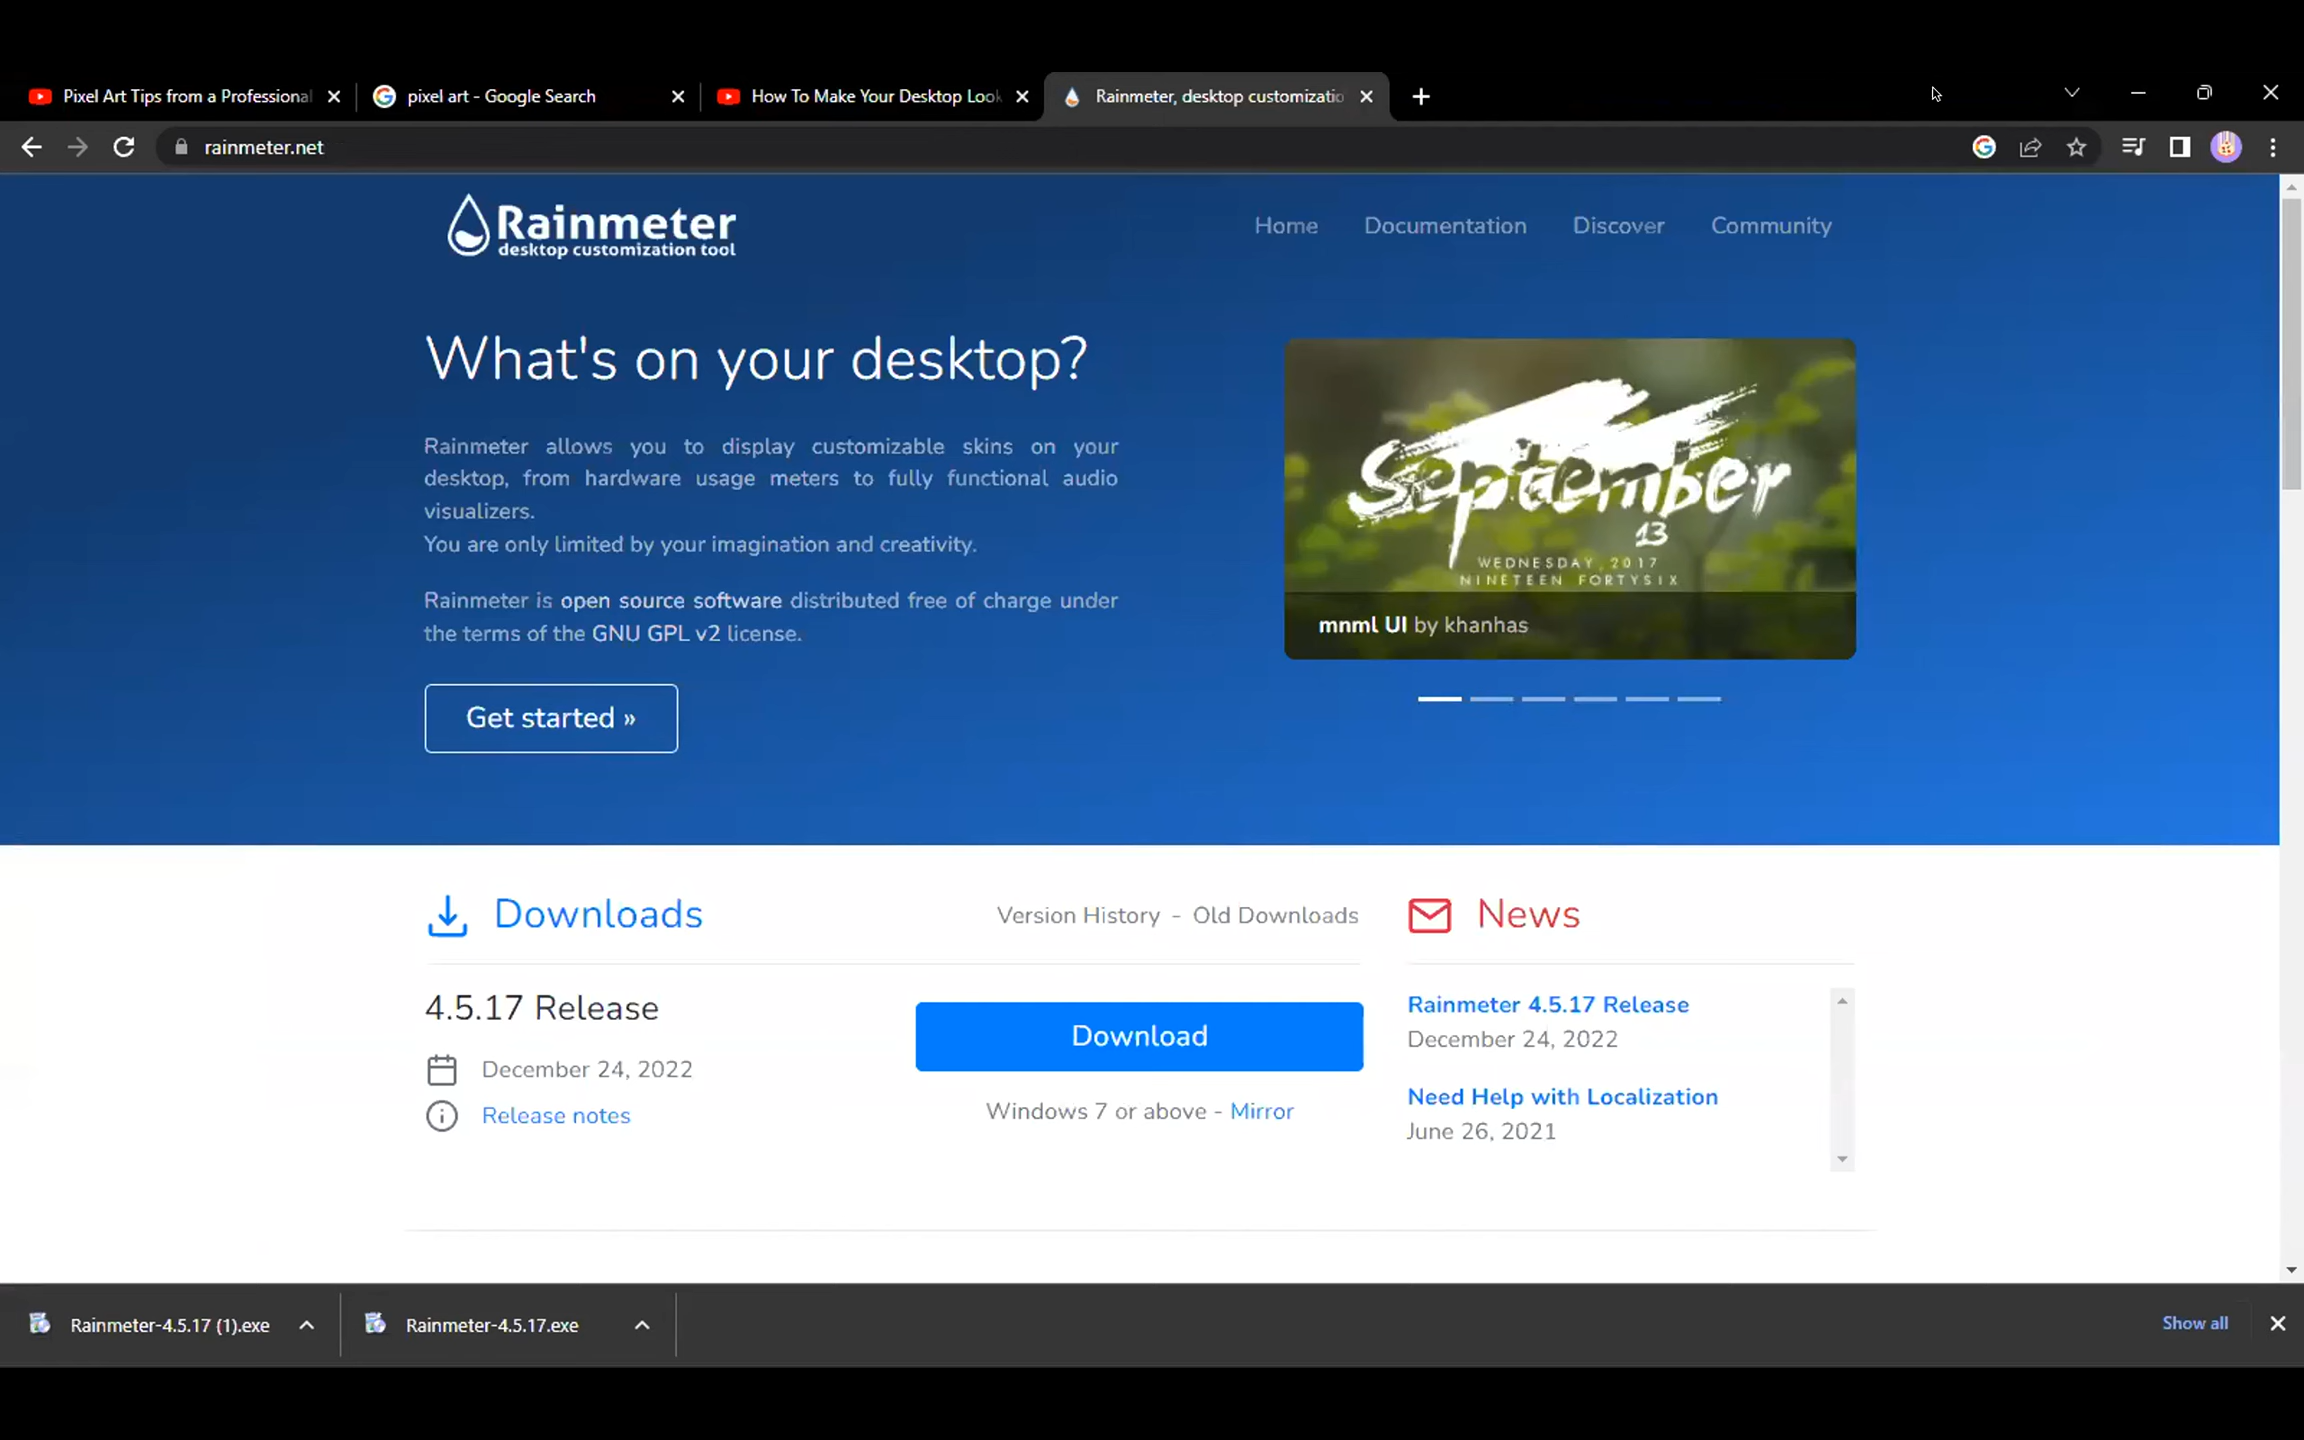 Pixel Art Tips from a Professional
pixel art - Google Search
How To Make Your Desktop Look
Rainmeter, desktop customizatio
rainmeter.net
Rainmeter
desktop customization tool
Home
Documentation
Discover
Community
What's on your desktop?
Rainmeter allows you to display customizable skins on your
desktop, from hardware usage meters to fully functional audio
visualizers.
You are only limited by your imagination and creativity.
Rainmeter is open source software distributed free of charge under
the terms of the GNU GPL v2 license.
Get started »
September
13
WEDNESDAY, 2017
NINETEEN FORTYSIX
mnml UI by khanhas
Downloads
Version History - Old Downloads
4.5.17 Release
December 24, 2022
Release notes
Download
Windows 7 or above - Mirror
News
Rainmeter 4.5.17 Release
December 24, 2022
Need Help with Localization
June 26, 2021
Rainmeter-4.5.17 (1).exe
Rainmeter-4.5.17.exe
Show all